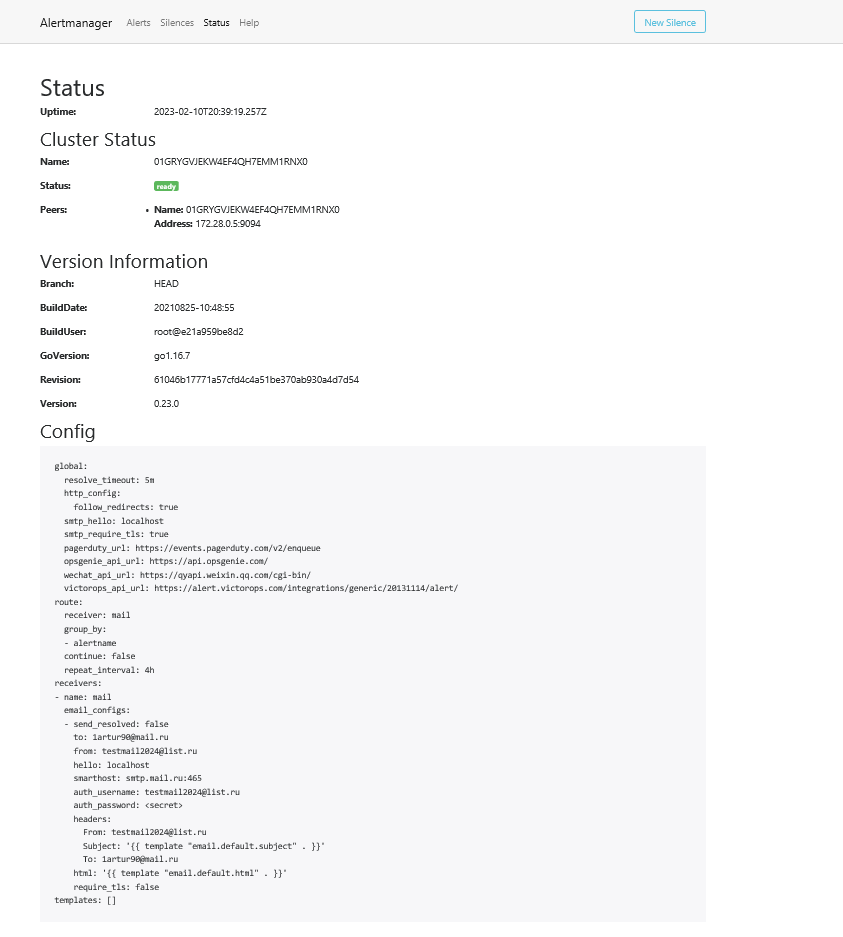 Alertmanager Alerts Silences Status Help New Silence
Status
Uptime: 2023-02-10T20:39:19.257Z
Cluster Status
Name: 01GRYGVJEKW4EF4QH7EMM1RNX0
Status: ready
Peers: • Name: 01GRYGVJEKW4EF4QH7EMM1RNX0
Address: 172.28.0.5:9094
Version Information
Branch: HEAD
BuildDate: 20210825-10:48:55
BuildUser: root@e21a959be8d2
GoVersion: go1.16.7
Revision: 61046b17771a57cfd4c4a51be370ab930a4d7d54
Version: 0.23.0
Config
global:
  resolve_timeout: 5m
  http_config:
    follow_redirects: true
  smtp_hello: localhost
  smtp_require_tls: true
  pagerduty_url: https://events.pagerduty.com/v2/enqueue
  opsgenie_api_url: https://api.opsgenie.com/
  wechat_api_url: https://qyapi.weixin.qq.com/cgi-bin/
  victorops_api_url: https://alert.victorops.com/integrations/generic/20131114/alert/
route:
  receiver: mail
  group_by:
  - alertname
  continue: false
  repeat_interval: 4h
receivers:
- name: mail
  email_configs:
  - send_resolved: false
    to: 1artur90@mail.ru
    from: testmail2024@list.ru
    hello: localhost
    smarthost: smtp.mail.ru:465
    auth_username: testmail2024@list.ru
    auth_password: <secret>
    headers:
      From: testmail2024@list.ru
      Subject: '{{ template "email.default.subject" . }}'
      To: 1artur90@mail.ru
    html: '{{ template "email.default.html" . }}'
    require_tls: false
templates: []